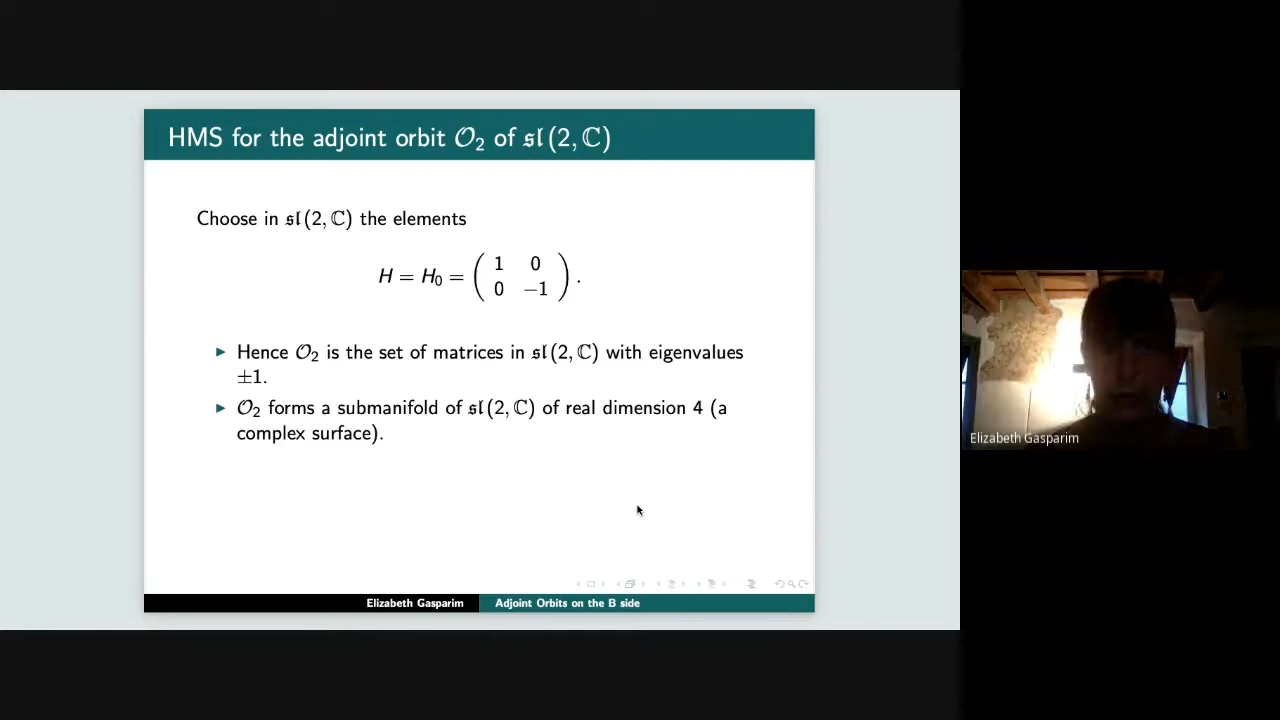 HMS for the adjoint orbit 𝒪₂ of 𝔰𝔩(2, ℂ)
Choose in 𝔰𝔩(2, ℂ) the elements
H = H₀ = ( 1 0
0 −1 ) .
▶ Hence 𝒪₂ is the set of matrices in 𝔰𝔩(2, ℂ) with eigenvalues
±1.
▶ 𝒪₂ forms a submanifold of 𝔰𝔩(2, ℂ) of real dimension 4 (a
complex surface).
Elizabeth Gasparim
Adjoint Orbits on the B side
Elizabeth Gasparim